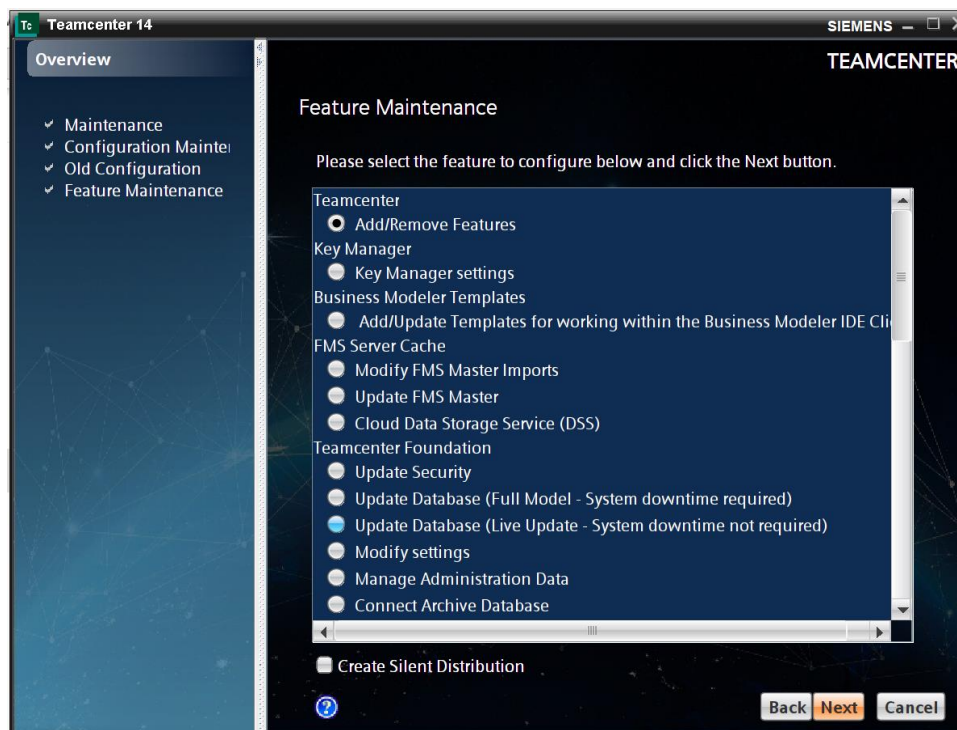 Tc Teamcenter 14
SIEMENS
Overview
TEAMCENTER
Maintenance
Configuration Mainte
Old Configuration
Feature Maintenance
Feature Maintenance
Please select the feature to configure below and click the Next button.
Teamcenter
Add/Remove Features
Key Manager
Key Manager settings
Business Modeler Templates
Add/Update Templates for working within the Business Modeler IDE Cli
FMS Server Cache
Modify FMS Master Imports
Update FMS Master
Cloud Data Storage Service (DSS)
Teamcenter Foundation
Update Security
Update Database (Full Model - System downtime required)
Update Database (Live Update - System downtime not required)
Modify settings
Manage Administration Data
Connect Archive Database
Create Silent Distribution
?
Back Next Cancel